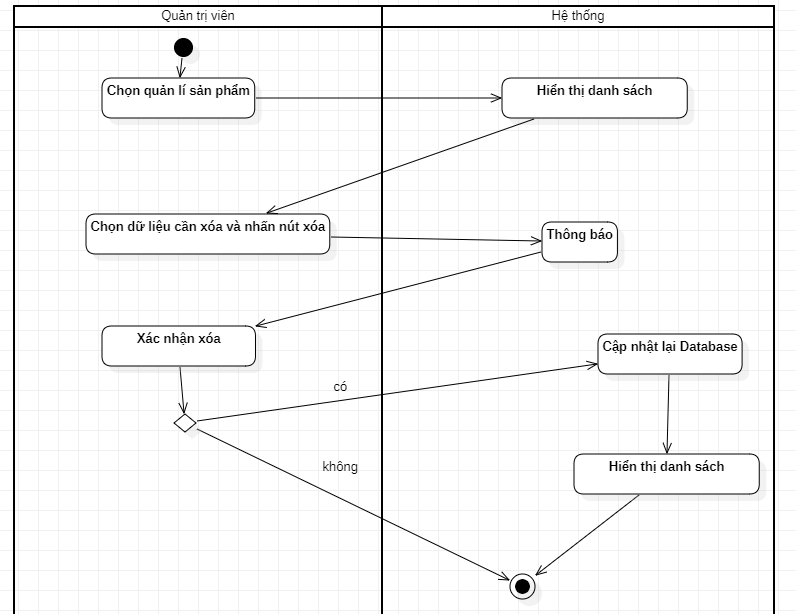 Quản trị viên
Hệ thống
Chọn quản lí sản phẩm
Hiển thị danh sách
Chọn dữ liệu cần xóa và nhấn nút xóa
Thông báo
Xác nhận xóa
Cập nhật lại Database
có
không
Hiển thị danh sách